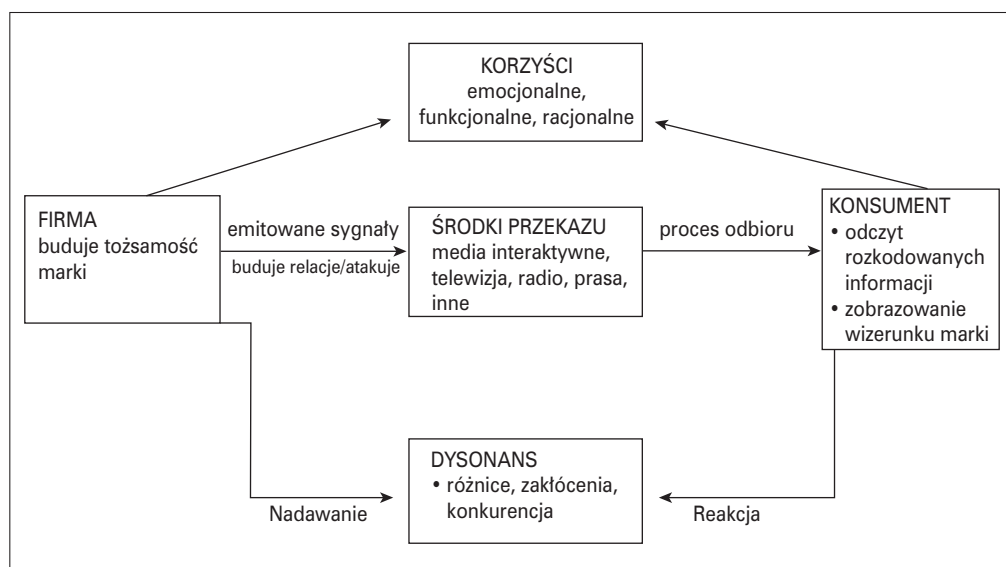 KORZYŚCI
emocjonalne,
funkcjonalne, racjonalne
FIRMA
buduje tożsamość
marki
emitowane sygnały
buduje relacje/atakuje
ŚRODKI PRZEKAZU
media interaktywne,
telewizja, radio, prasa,
inne
proces odbioru
KONSUMENT
• odczyt
rozkodowanych
informacji
• zobrazowanie
wizerunku marki
DYSONANS
• różnice, zakłócenia,
konkurencja
Nadawanie
Reakcja